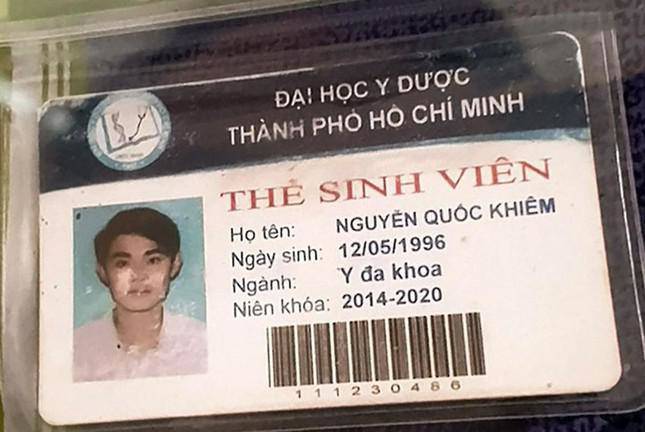 ĐẠI HỌC Y DƯỢC
THÀNH PHỐ HỒ CHÍ MINH
THẺ SINH VIÊN
Họ tên: NGUYỄN QUỐC KHIÊM
Ngày sinh: 12/05/1996
Ngành: Y đa khoa
Niên khóa: 2014-2020
111230486